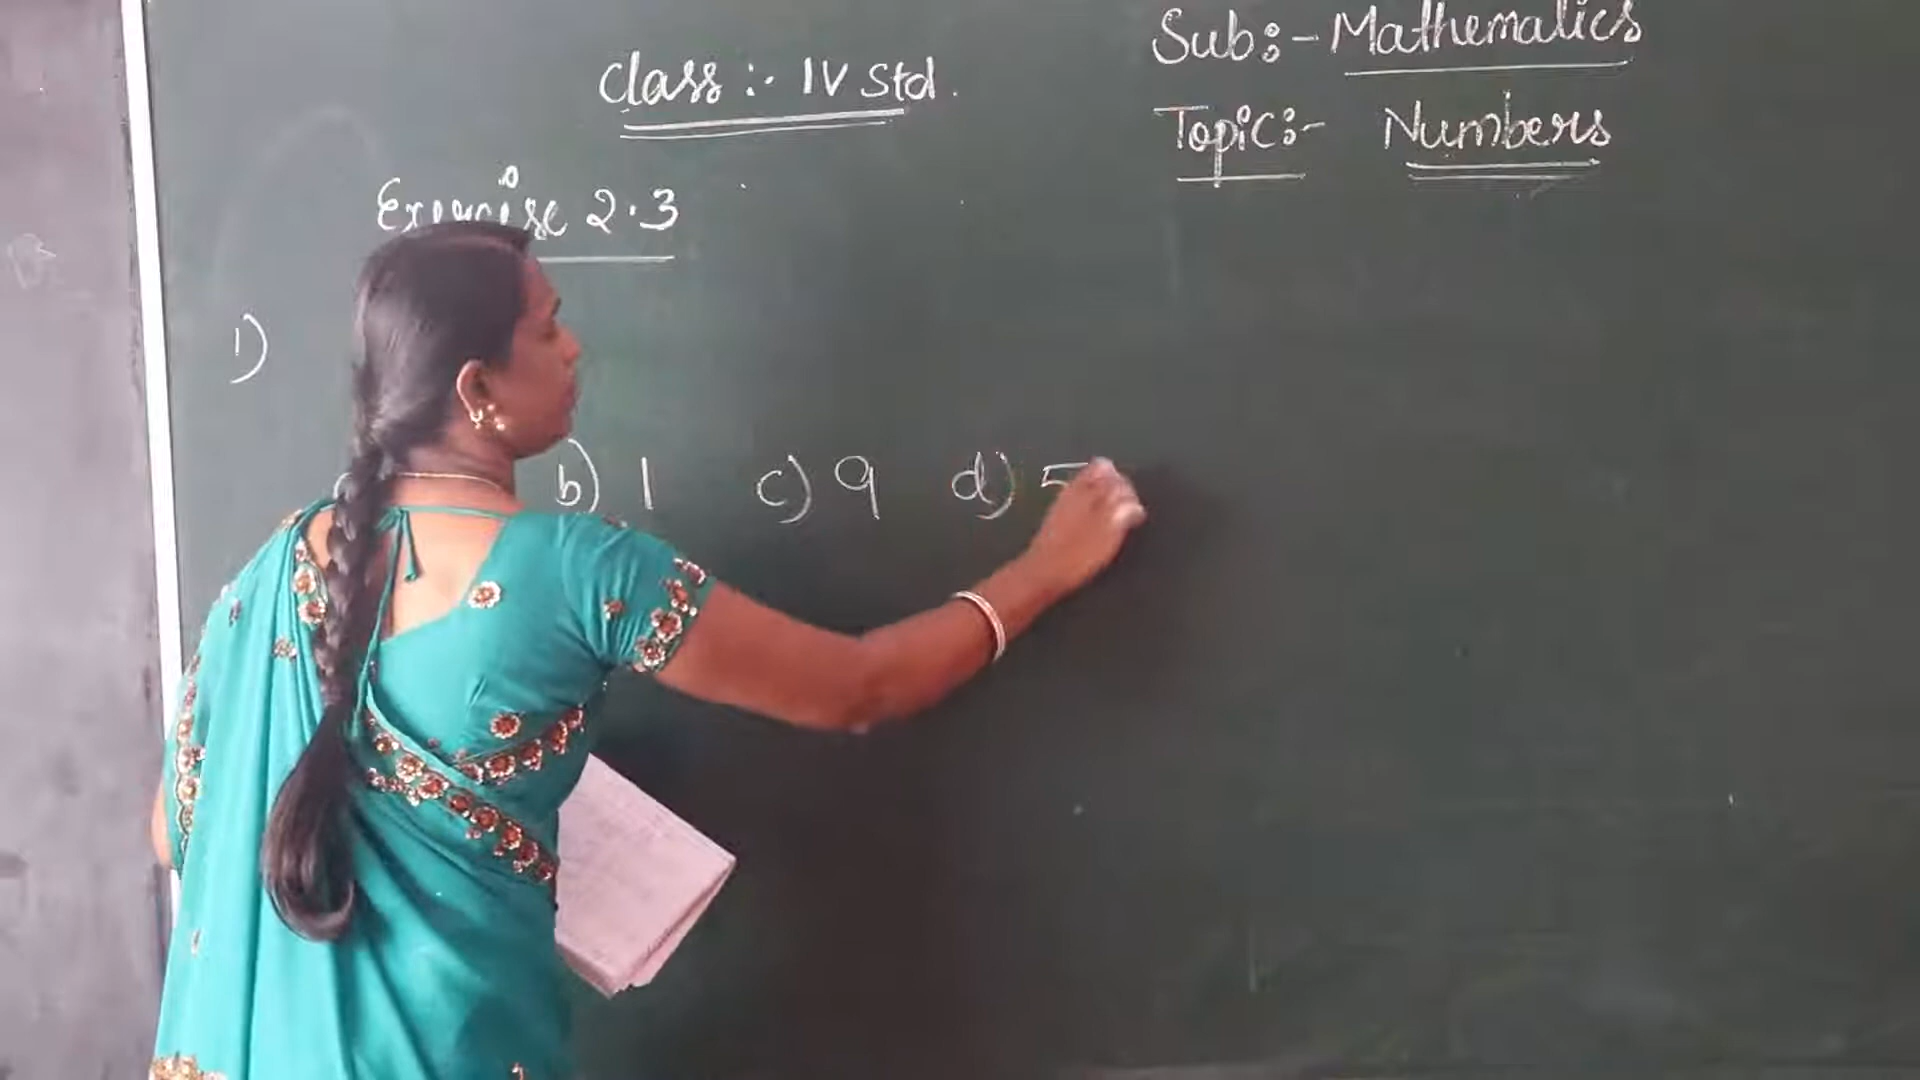 Sub:- Mathematics
Class :- IV Std.
Topic:- Numbers
Exercise 2.3
1)
b) 1 c) 9 d) 5